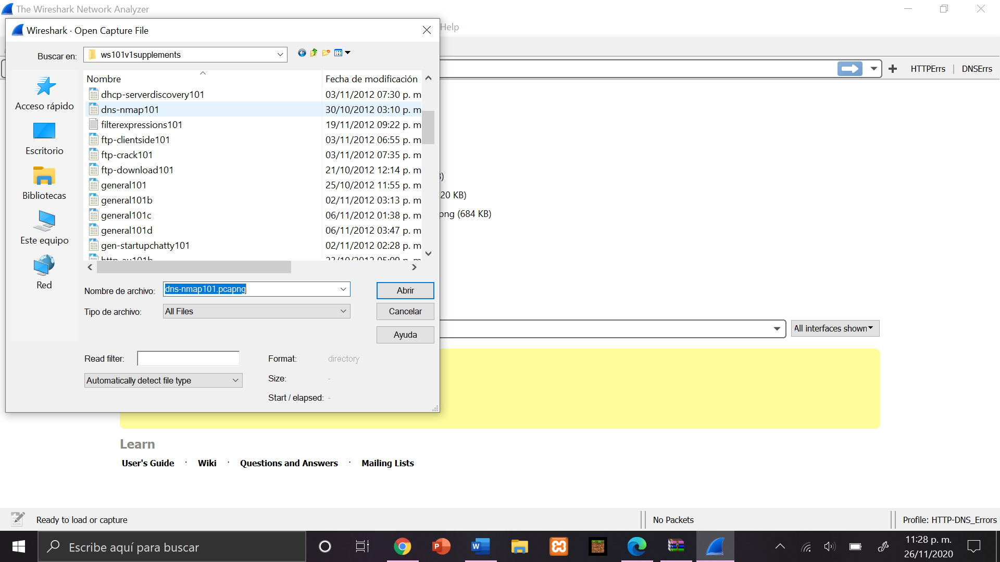 The Wireshark Network Analyzer
Wireshark · Open Capture File
Help
Buscar en:
ws101v1supplements
HTTPErrs
DNSErrs
Nombre
Fecha de modificación
dhcp-serverdiscovery101
03/11/2012 07:30 p. m
dns-nmap101
30/10/2012 03:10 p. m
filterexpressions101
19/11/2012 09:22 p. m
ftp-clientside101
03/11/2012 06:55 p. m
ftp-crack101
03/11/2012 07:35 p. m
ftp-download101
21/10/2012 12:14 p. m
general101
25/10/2012 11:55 p. m
general101b
02/11/2012 03:13 p. m
general101c
06/11/2012 01:38 p. m
general101d
06/11/2012 03:47 p. m
gen-startupchatty101
02/11/2012 02:28 p. m
Acceso rápido
Escritorio
Bibliotecas
Este equipo
Red
20 KB)
png (684 KB)
Nombre de archivo:
dns-nmap101.pcapng
Abrir
Tipo de archivo:
All Files
Cancelar
Ayuda
All interfaces shown
Read filter:
Format:
directory
Automatically detect file type
Size:
-
Start / elapsed:
-
Learn
User's Guide · Wiki · Questions and Answers · Mailing Lists
Ready to load or capture
No Packets
Profile: HTTP-DNS_Errors
Escribe aquí para buscar
11:28 p. m.
26/11/2020